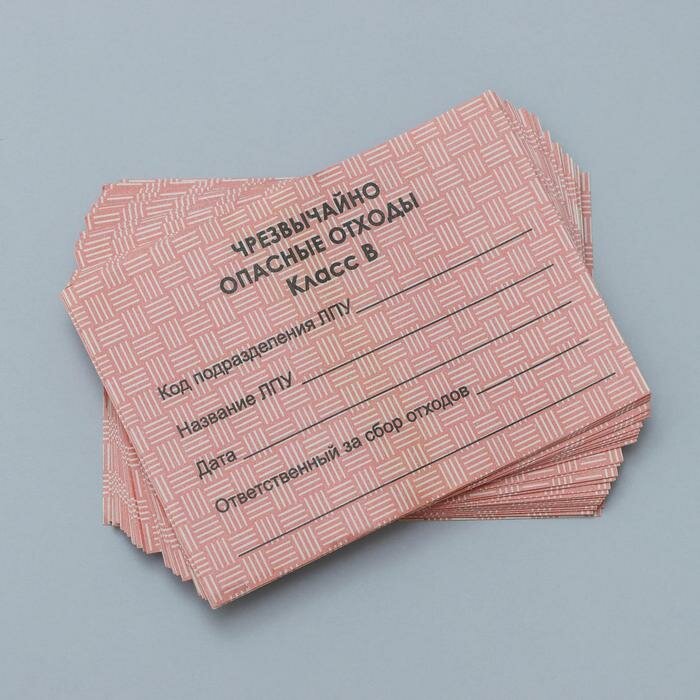 ЧРЕЗВЫЧАЙНО
ОПАСНЫЕ ОТХОДЫ
Класс В
Код подразделения ЛПУ
Название ЛПУ
Дата
Ответственный за сбор отходов